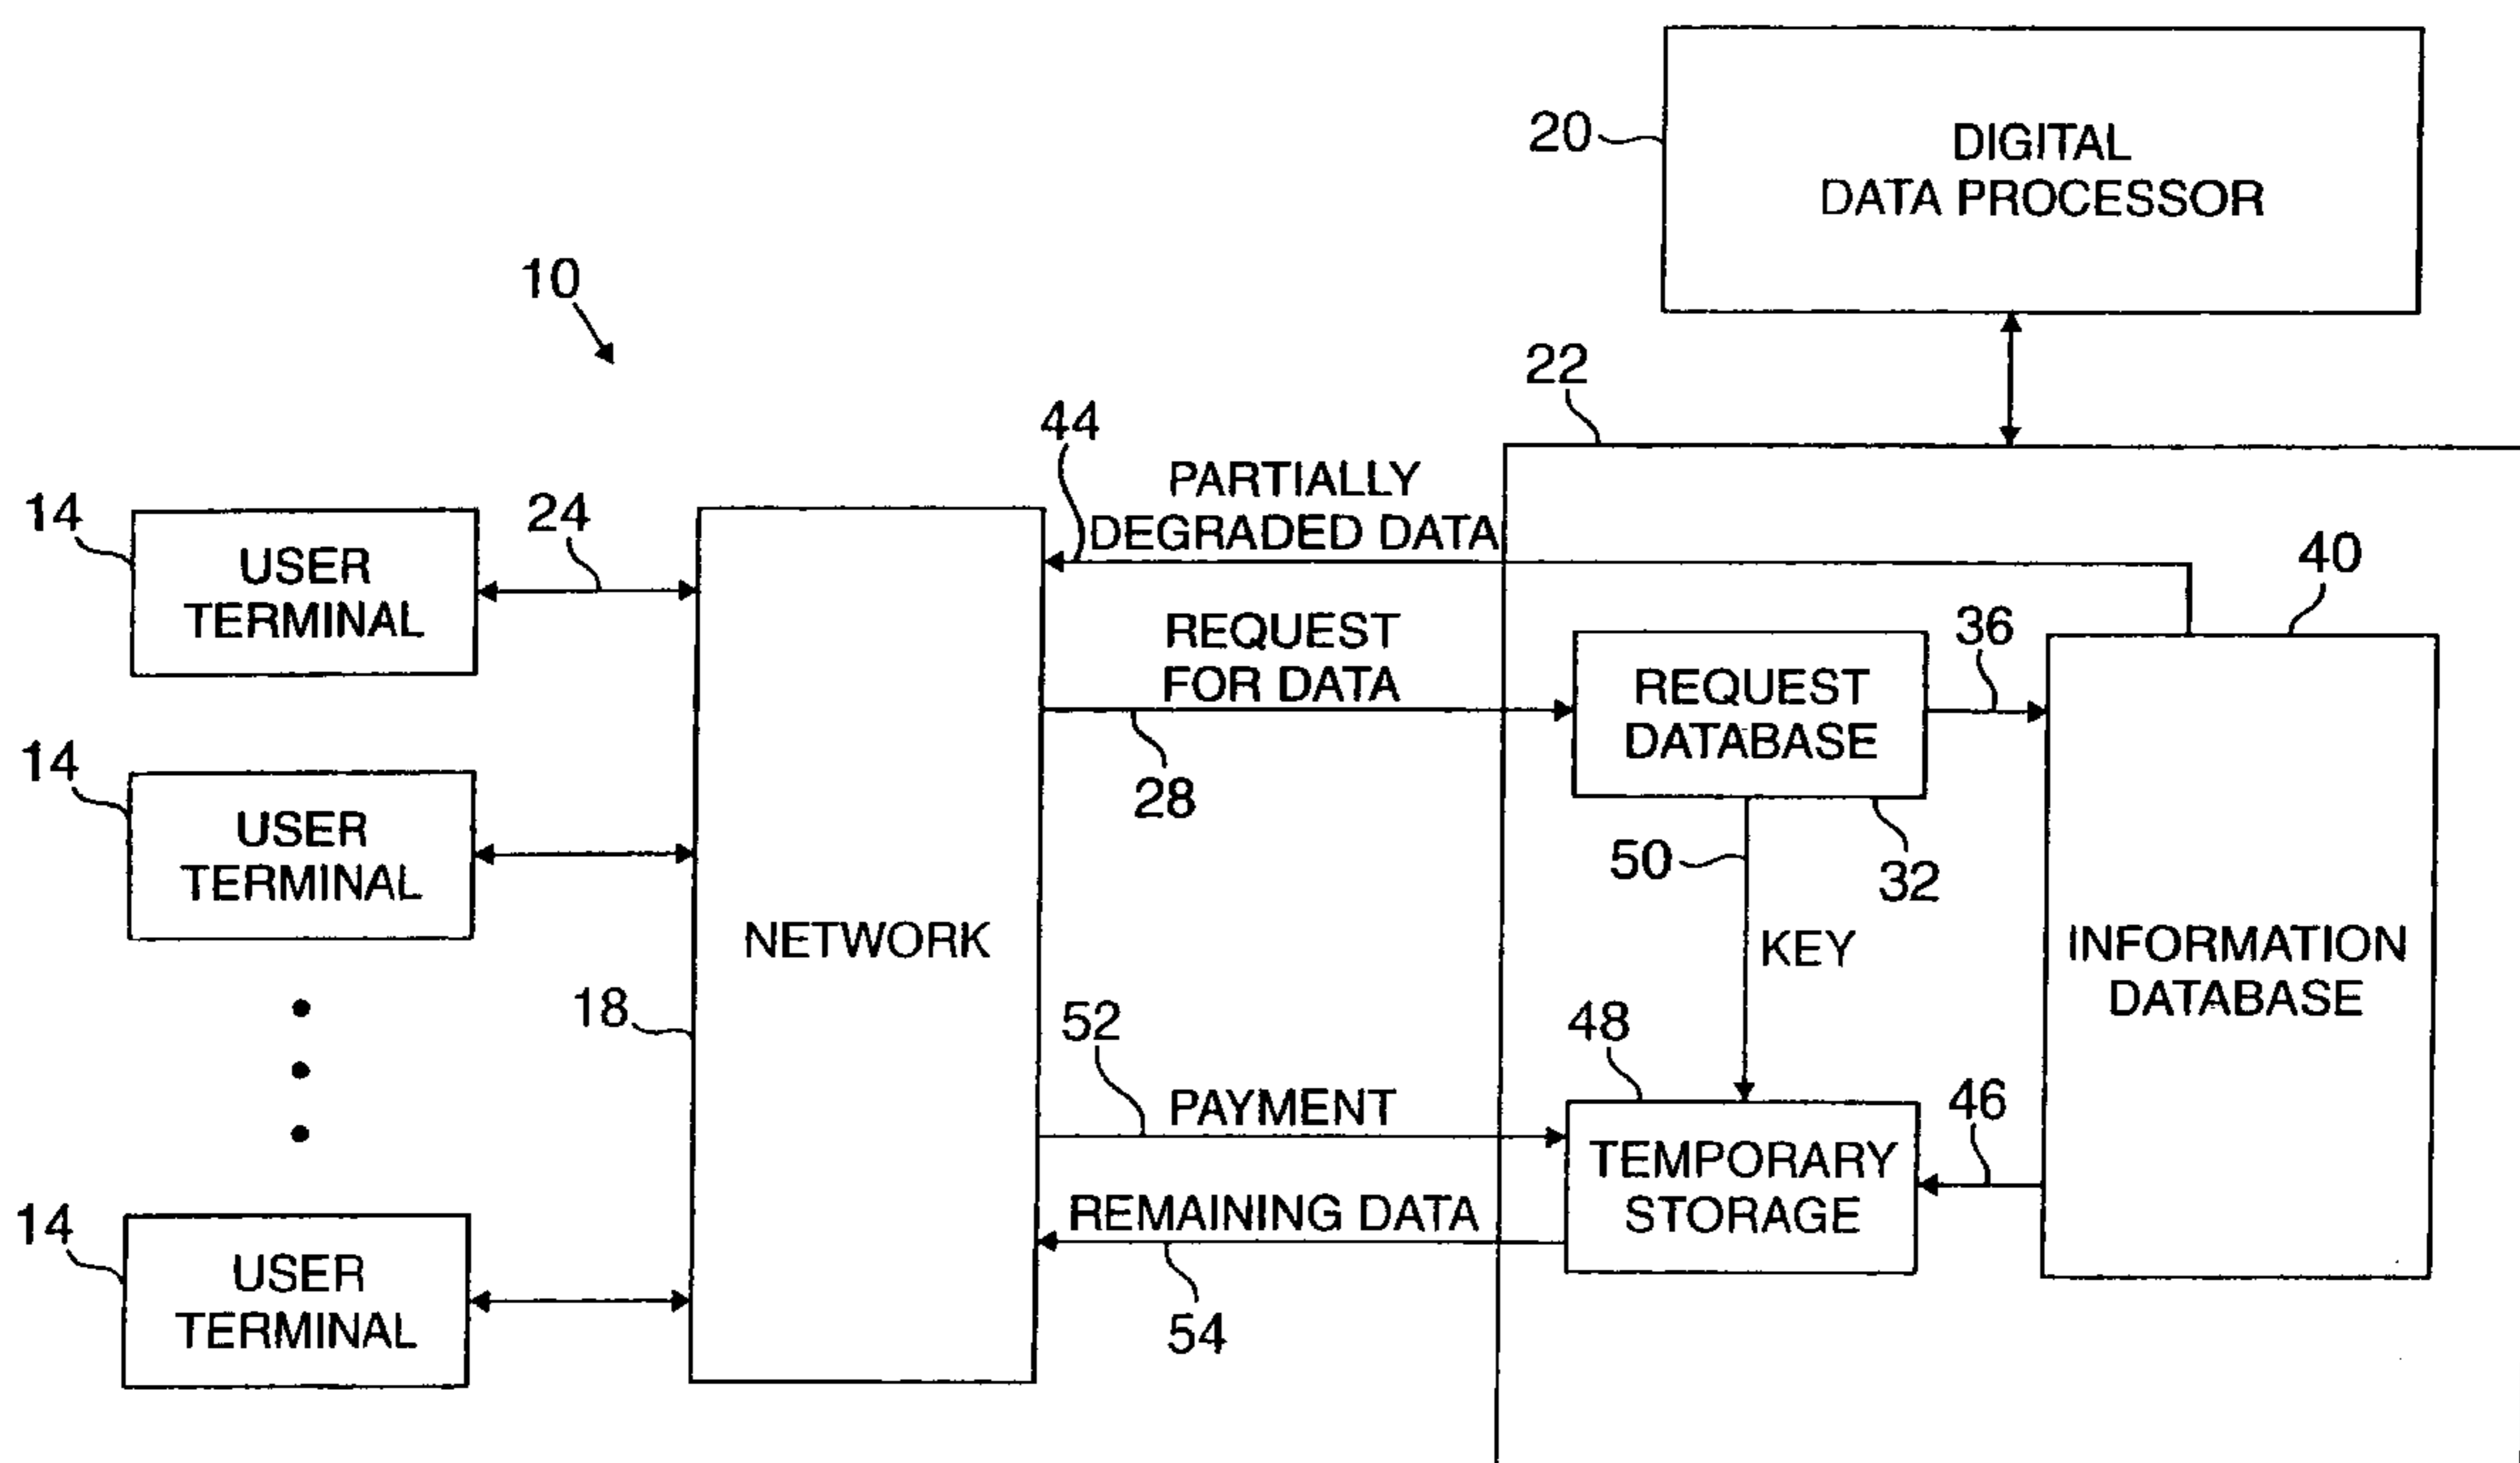 20
DIGITAL
DATA PROCESSOR
10
22
44
PARTIALLY
DEGRADED DATA
14
24
USER
TERMINAL
40
REQUEST
FOR DATA
28
36
REQUEST
DATABASE
14
USER
TERMINAL
50
32
KEY
NETWORK
INFORMATION
DATABASE
18
52
48
PAYMENT
46
TEMPORARY
STORAGE
REMAINING DATA
54
14
USER
TERMINAL